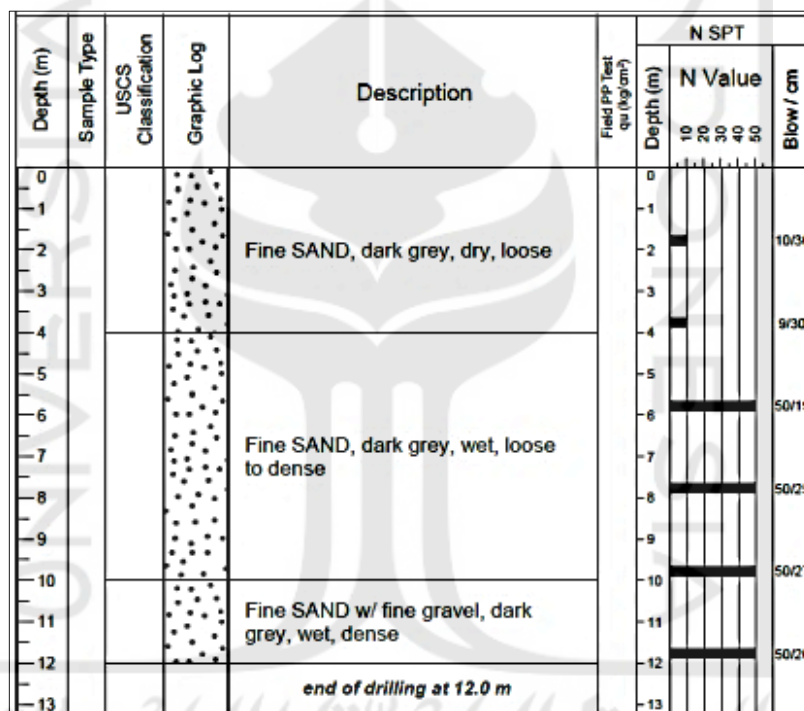 Depth (m)
Sample Type
USCS
Classification
Graphic Log
Description
Field PP Test
qu (kg/cm²)
N SPT
Depth (m)
N Value
10 20 30 40 50
Blow / cm
0
1
2
3
4
5
6
7
8
9
10
11
12
13
Fine SAND, dark grey, dry, loose
Fine SAND, dark grey, wet, loose
to dense
Fine SAND w/ fine gravel, dark
grey, wet, dense
end of drilling at 12.0 m
0
1
2
3
4
5
6
7
8
9
10
11
12
13
9/30